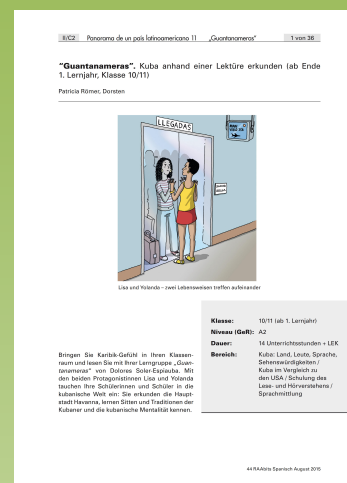 II/C2 Panorama de un país latinoamericano 11 „Guantanameras“ 1 von 36
“Guantanameras”. Kuba anhand einer Lektüre erkunden (ab Ende
1. Lernjahr, Klasse 10/11)
Patricia Römer, Dorsten
LLEGADAS
Lisa und Yolanda – zwei Lebensweisen treffen aufeinander
Bringen Sie Karibik-Gefühl in Ihren Klassen-
raum und lesen Sie mit Ihrer Lerngruppe „Guan-
tanameras“ von Dolores Soler-Espiauba. Mit
den beiden Protagonistinnen Lisa und Yolanda
tauchen Ihre Schülerinnen und Schüler in die
kubanische Welt ein: Sie erkunden die Haupt-
stadt Havanna, lernen Sitten und Traditionen der
Kubaner und die kubanische Mentalität kennen.
Klasse: 10/11 (ab 1. Lernjahr)
Niveau (GeR): A2
Dauer: 14 Unterrichtsstunden + LEK
Bereich: Kuba: Land, Leute, Sprache,
Sehenswürdigkeiten /
Kuba im Vergleich zu
den USA / Schulung des
Lese- und Hörverstehens /
Sprachmittlung
44 RAAbits Spanisch August 2015